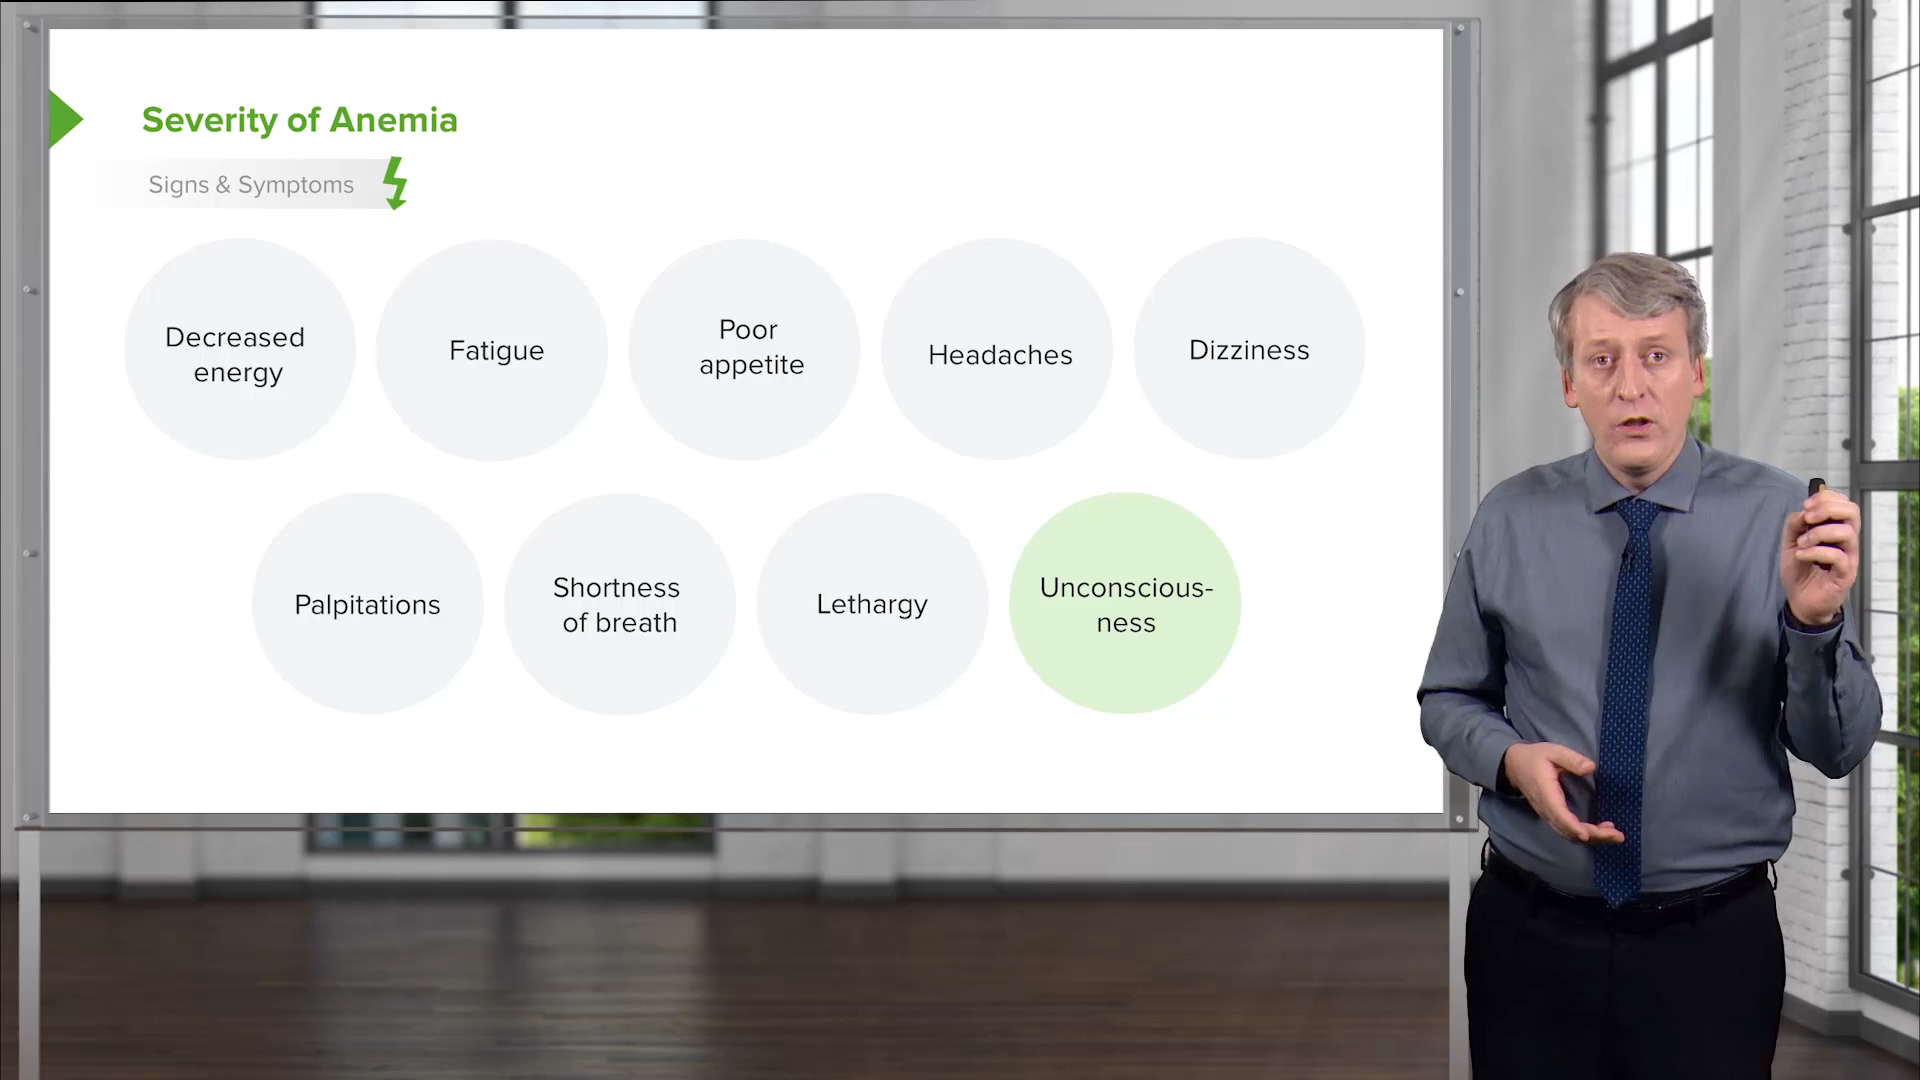 Severity of Anemia
Signs & Symptoms
Decreased
energy
Fatigue
Poor
appetite
Headaches
Dizziness
Palpitations
Shortness
of breath
Lethargy
Unconscious-
ness